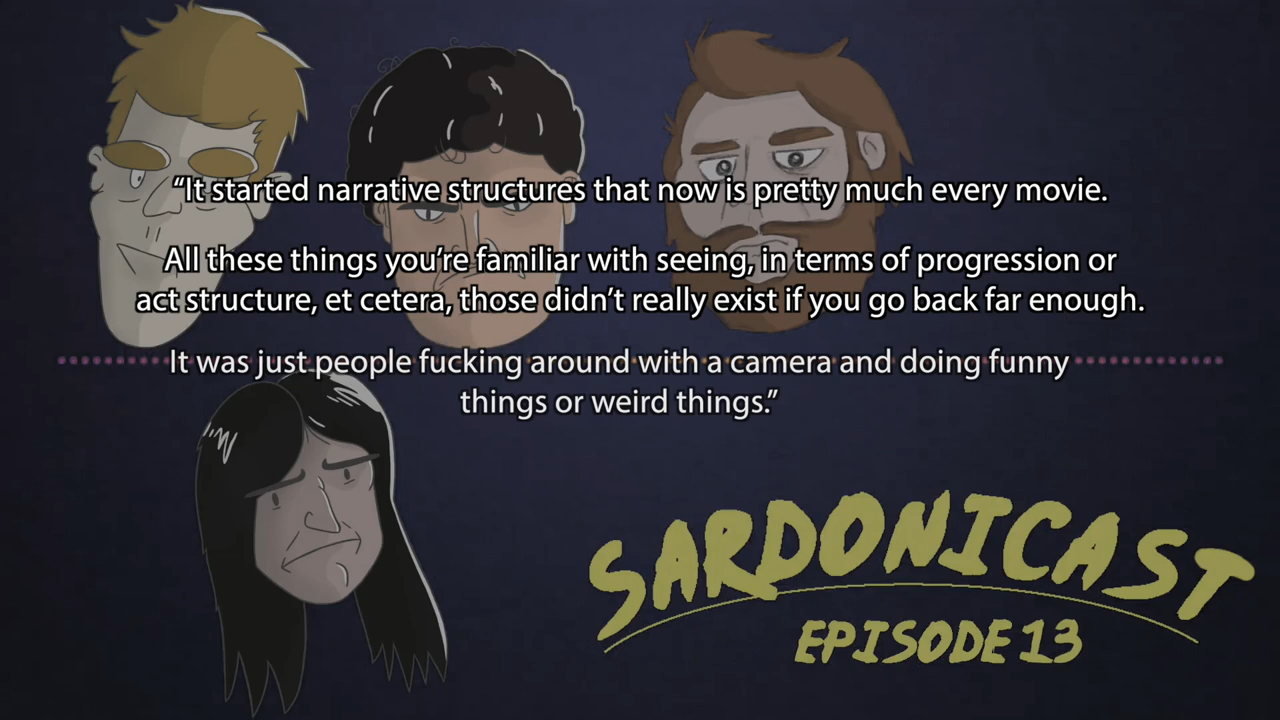 “It started narrative structures that now is pretty much every movie.
All these things you’re familiar with seeing, in terms of progression or
act structure, et cetera, those didn’t really exist if you go back far enough.
It was just people fucking around with a camera and doing funny
things or weird things.”
SARDONICAST
EPISODE 13